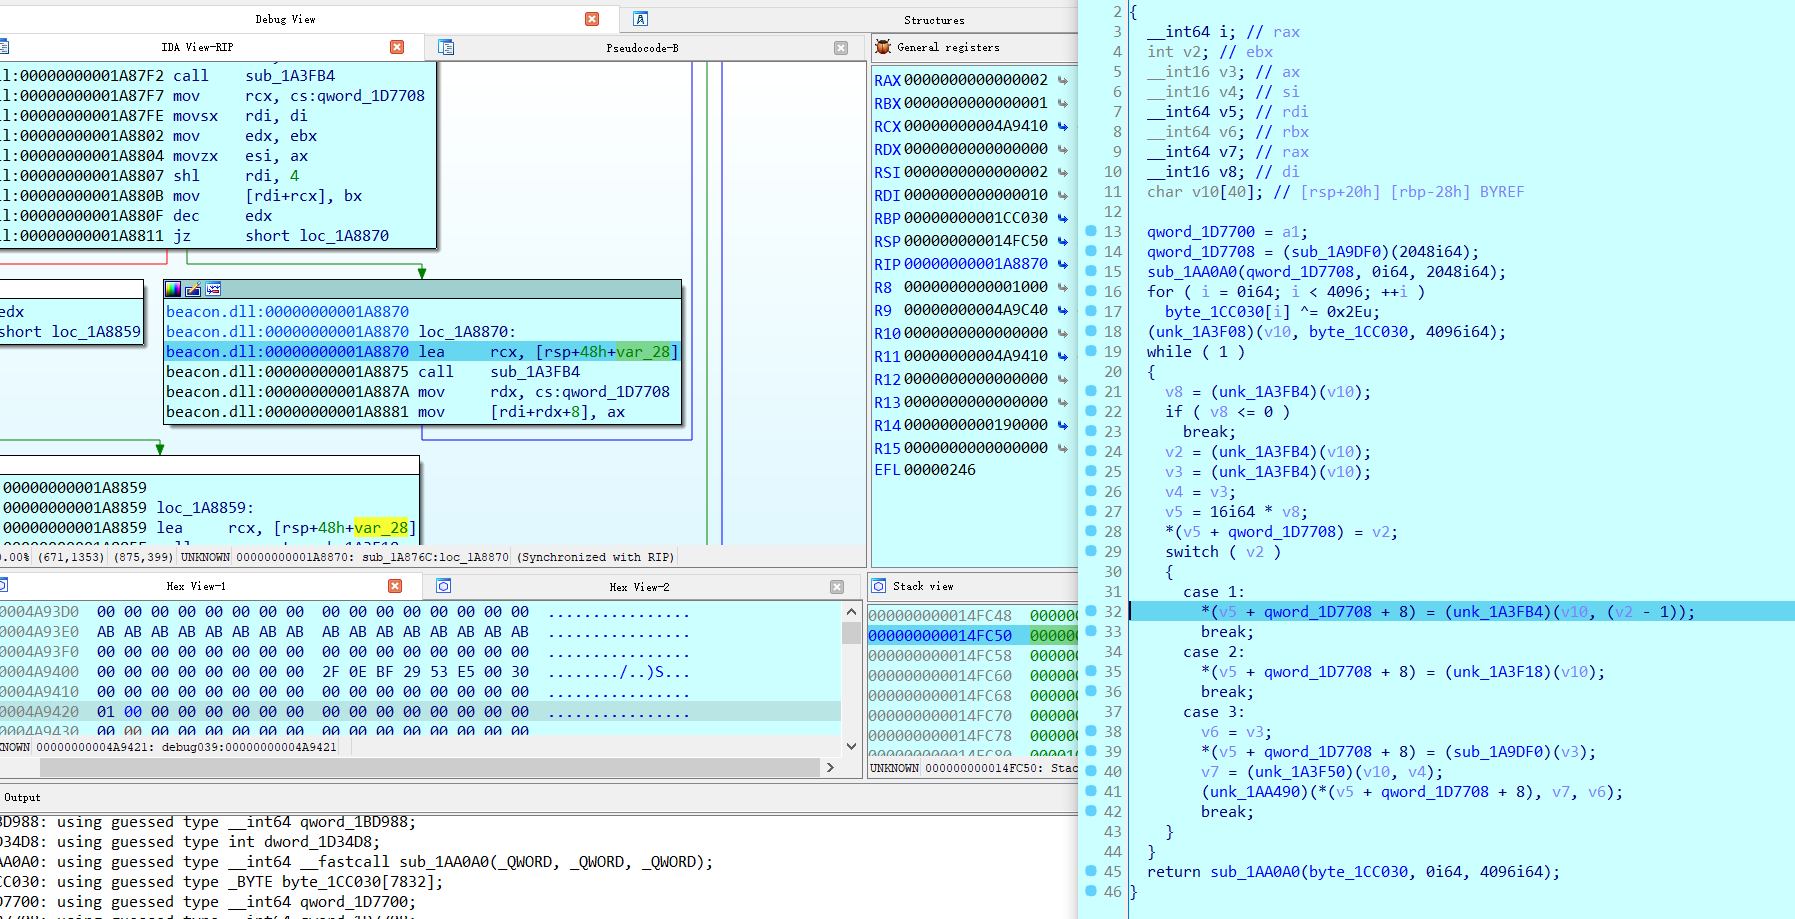 Debug View
Structures
IDA View-RIP
Pseudocode-B
General registers
ll:00000000001A87F2 call sub_1A3FB4
ll:00000000001A87F7 mov rcx, cs:qword_1D7708
ll:00000000001A87FE movsx rdi, di
ll:00000000001A8802 mov edx, ebx
ll:00000000001A8804 movzx esi, ax
ll:00000000001A8807 shl rdi, 4
ll:00000000001A880B mov [rdi+rcx], bx
ll:00000000001A880F dec edx
ll:00000000001A8811 jz short loc_1A8870
edx
short loc_1A8859
beacon.dll:00000000001A8870
beacon.dll:00000000001A8870 loc_1A8870:
beacon.dll:00000000001A8870 lea rcx, [rsp+48h+var_28]
beacon.dll:00000000001A8875 call sub_1A3FB4
beacon.dll:00000000001A887A mov rdx, cs:qword_1D7708
beacon.dll:00000000001A8881 mov [rdi+rdx+8], ax
00000000001A8859
00000000001A8859 loc_1A8859:
00000000001A8859 lea rcx, [rsp+48h+var_28]
0.00% (671,1353) (875,399) UNKNOWN 00000000001A8870: sub_1A876C:loc_1A8870 (Synchronized with RIP)
RAX 0000000000000002
RBX 0000000000000001
RCX 00000000004A9410
RDX 0000000000000000
RSI 0000000000000002
RDI 0000000000000010
RBP 00000000001CC030
RSP 000000000014FC50
RIP 00000000001A8870
R8 0000000000001000
R9 00000000004A9C40
R10 0000000000000000
R11 00000000004A9410
R12 0000000000000000
R13 0000000000000000
R14 0000000000190000
R15 0000000000000000
EFL 00000246
Hex View-1
Hex View-2
0004A93D0 00 00 00 00 00 00 00 00 00 00 00 00 00 00 00 00 ................
0004A93E0 AB AB AB AB AB AB AB AB AB AB AB AB AB AB AB AB ................
0004A93F0 00 00 00 00 00 00 00 00 00 00 00 00 00 00 00 00 ................
0004A9400 00 00 00 00 00 00 00 00 2F 0E BF 29 53 E5 00 30 ......../..)S...
0004A9410 00 00 00 00 00 00 00 00 00 00 00 00 00 00 00 00 ................
0004A9420 01 00 00 00 00 00 00 00 00 00 00 00 00 00 00 00 ................
0004A9430 00 00 00 00 00 00 00 00 00 00 00 00 00 00 00 00 ................
KNOWN 00000000004A9421: debug039:00000000004A9421
Stack view
000000000014FC48 00000
000000000014FC50 00000
000000000014FC58 00000
000000000014FC60 00000
000000000014FC68 00000
000000000014FC70 00000
000000000014FC78 00000
UNKNOWN 000000000014FC50: Stac
Output
BD988: using guessed type __int64 qword_1BD988;
D34D8: using guessed type int dword_1D34D8;
AA0A0: using guessed type __int64 __fastcall sub_1AA0A0(_QWORD, _QWORD, _QWORD);
CC030: using guessed type _BYTE byte_1CC030[7832];
D7700: using guessed type __int64 qword_1D7700;
2 {
3 __int64 i; // rax
4 int v2; // ebx
5 __int16 v3; // ax
6 __int16 v4; // si
7 __int64 v5; // rdi
8 __int64 v6; // rbx
9 __int64 v7; // rax
10 __int16 v8; // di
11 char v10[40]; // [rsp+20h] [rbp-28h] BYREF
12
13 qword_1D7700 = a1;
14 qword_1D7708 = (sub_1A9DF0)(2048i64);
15 sub_1AA0A0(qword_1D7708, 0i64, 2048i64);
16 for ( i = 0i64; i < 4096; ++i )
17 byte_1CC030[i] ^= 0x2Eu;
18 (unk_1A3F08)(v10, byte_1CC030, 4096i64);
19 while ( 1 )
20 {
21 v8 = (unk_1A3FB4)(v10);
22 if ( v8 <= 0 )
23 break;
24 v2 = (unk_1A3FB4)(v10);
25 v3 = (unk_1A3FB4)(v10);
26 v4 = v3;
27 v5 = 16i64 * v8;
28 *(v5 + qword_1D7708) = v2;
29 switch ( v2 )
30 {
31 case 1:
32 *(v5 + qword_1D7708 + 8) = (unk_1A3FB4)(v10, (v2 - 1));
33 break;
34 case 2:
35 *(v5 + qword_1D7708 + 8) = (unk_1A3F18)(v10);
36 break;
37 case 3:
38 v6 = v3;
39 *(v5 + qword_1D7708 + 8) = (sub_1A9DF0)(v3);
40 v7 = (unk_1A3F50)(v10, v4);
41 (unk_1AA490)(*(v5 + qword_1D7708 + 8), v7, v6);
42 break;
43 }
44 }
45 return sub_1AA0A0(byte_1CC030, 0i64, 4096i64);
46 }